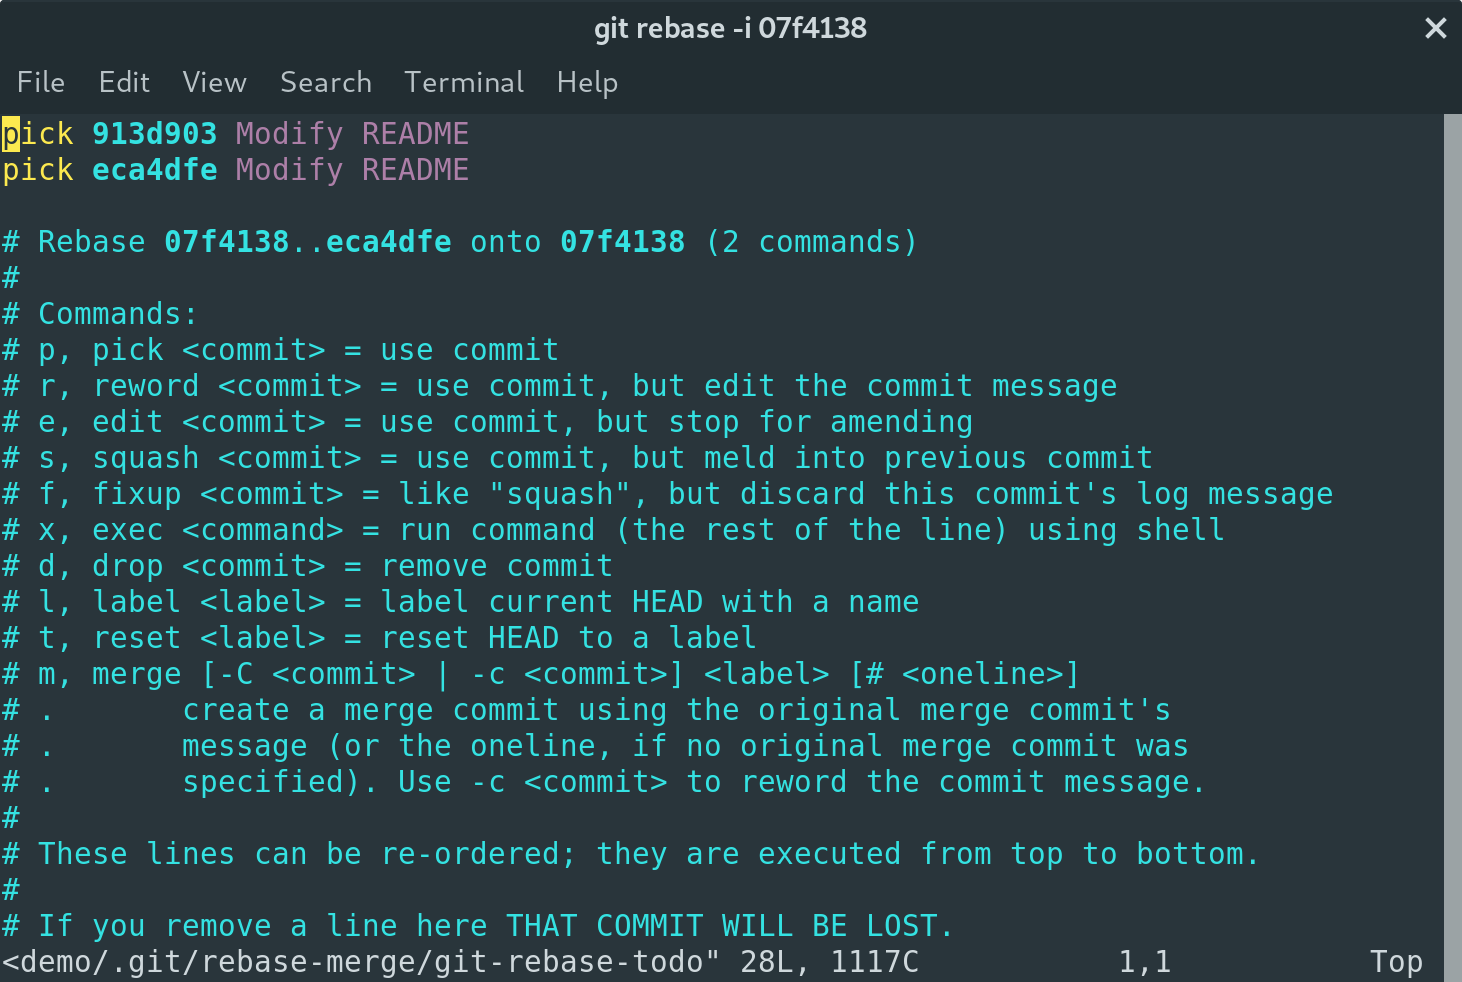 git rebase -i 07f4138
File Edit View Search Terminal Help
pick 913d903 Modify README
pick eca4dfe Modify README

# Rebase 07f4138..eca4dfe onto 07f4138 (2 commands)
#
# Commands:
# p, pick <commit> = use commit
# r, reword <commit> = use commit, but edit the commit message
# e, edit <commit> = use commit, but stop for amending
# s, squash <commit> = use commit, but meld into previous commit
# f, fixup <commit> = like "squash", but discard this commit's log message
# x, exec <command> = run command (the rest of the line) using shell
# d, drop <commit> = remove commit
# l, label <label> = label current HEAD with a name
# t, reset <label> = reset HEAD to a label
# m, merge [-C <commit> | -c <commit>] <label> [# <oneline>]
# .       create a merge commit using the original merge commit's
# .       message (or the oneline, if no original merge commit was
# .       specified). Use -c <commit> to reword the commit message.
#
# These lines can be re-ordered; they are executed from top to bottom.
#
# If you remove a line here THAT COMMIT WILL BE LOST.
<demo/.git/rebase-merge/git-rebase-todo" 28L, 1117C           1,1           Top